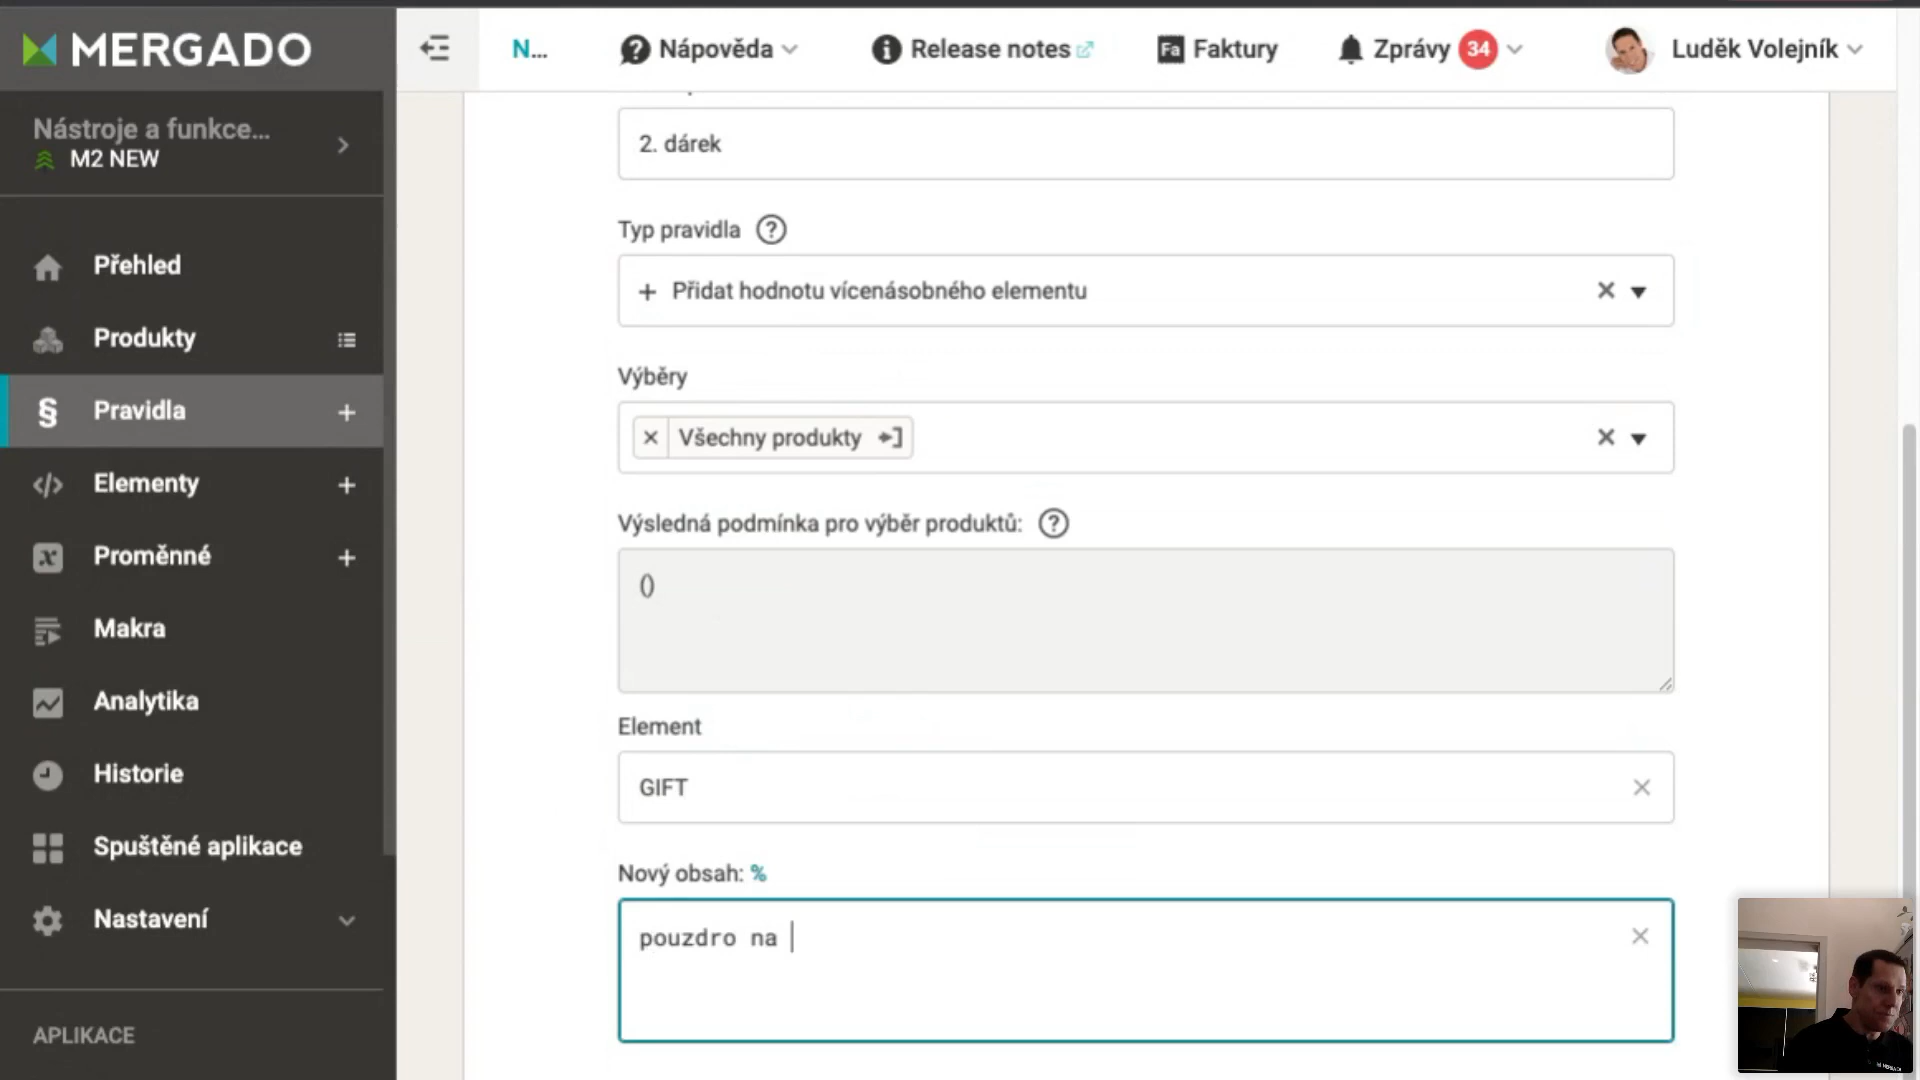 MERGADO
N...
Nápověda
Release notes
Fa Faktury
Zprávy 34
Luděk Volejník
Nástroje a funkce...
M2 NEW
Přehled
Produkty
§ Pravidla +
Elementy +
x Proměnné +
Makra
Analytika
Historie
Spuštěné aplikace
Nastavení
APLIKACE
2. dárek
Typ pravidla ?
+ Přidat hodnotu vícenásobného elementu
Výběry
Všechny produkty
Výsledná podmínka pro výběr produktů: ?
()
Element
GIFT
Nový obsah: %
pouzdro na